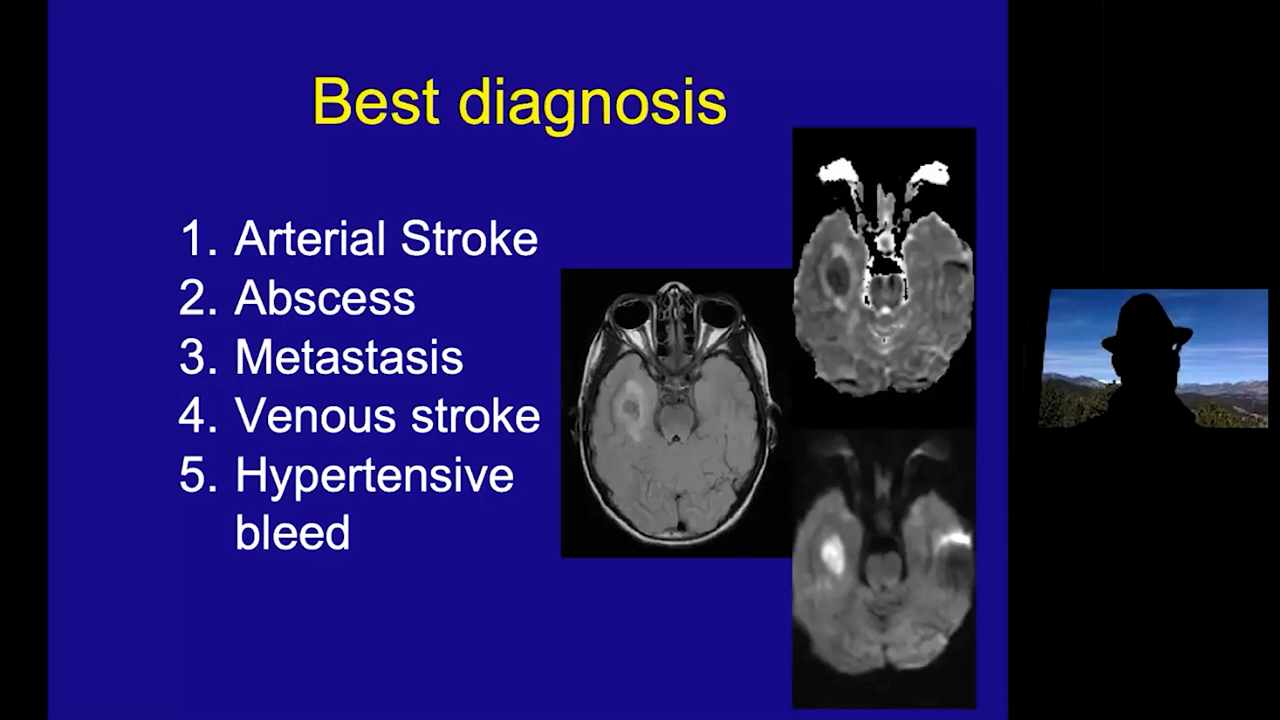 Best diagnosis
1. Arterial Stroke
2. Abscess
3. Metastasis
4. Venous stroke
5. Hypertensive
bleed